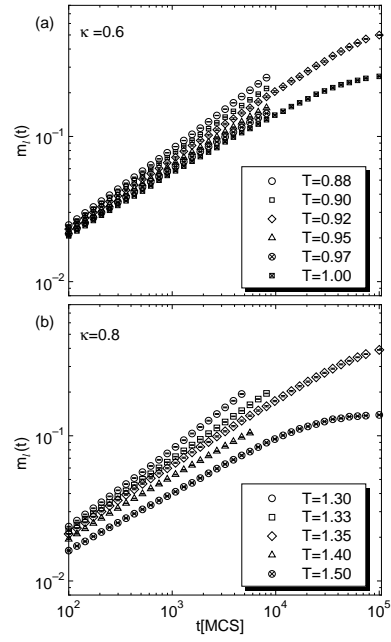 (a)
κ =0.6
m_l(t)
10^{-1}
10^{-2}
T=0.88
T=0.90
T=0.92
T=0.95
T=0.97
T=1.00
(b)
κ=0.8
m_l(t)
10^0
10^{-1}
10^{-2}
T=1.30
T=1.33
T=1.35
T=1.40
T=1.50
10^2
10^3
10^4
10^5
t[MCS]